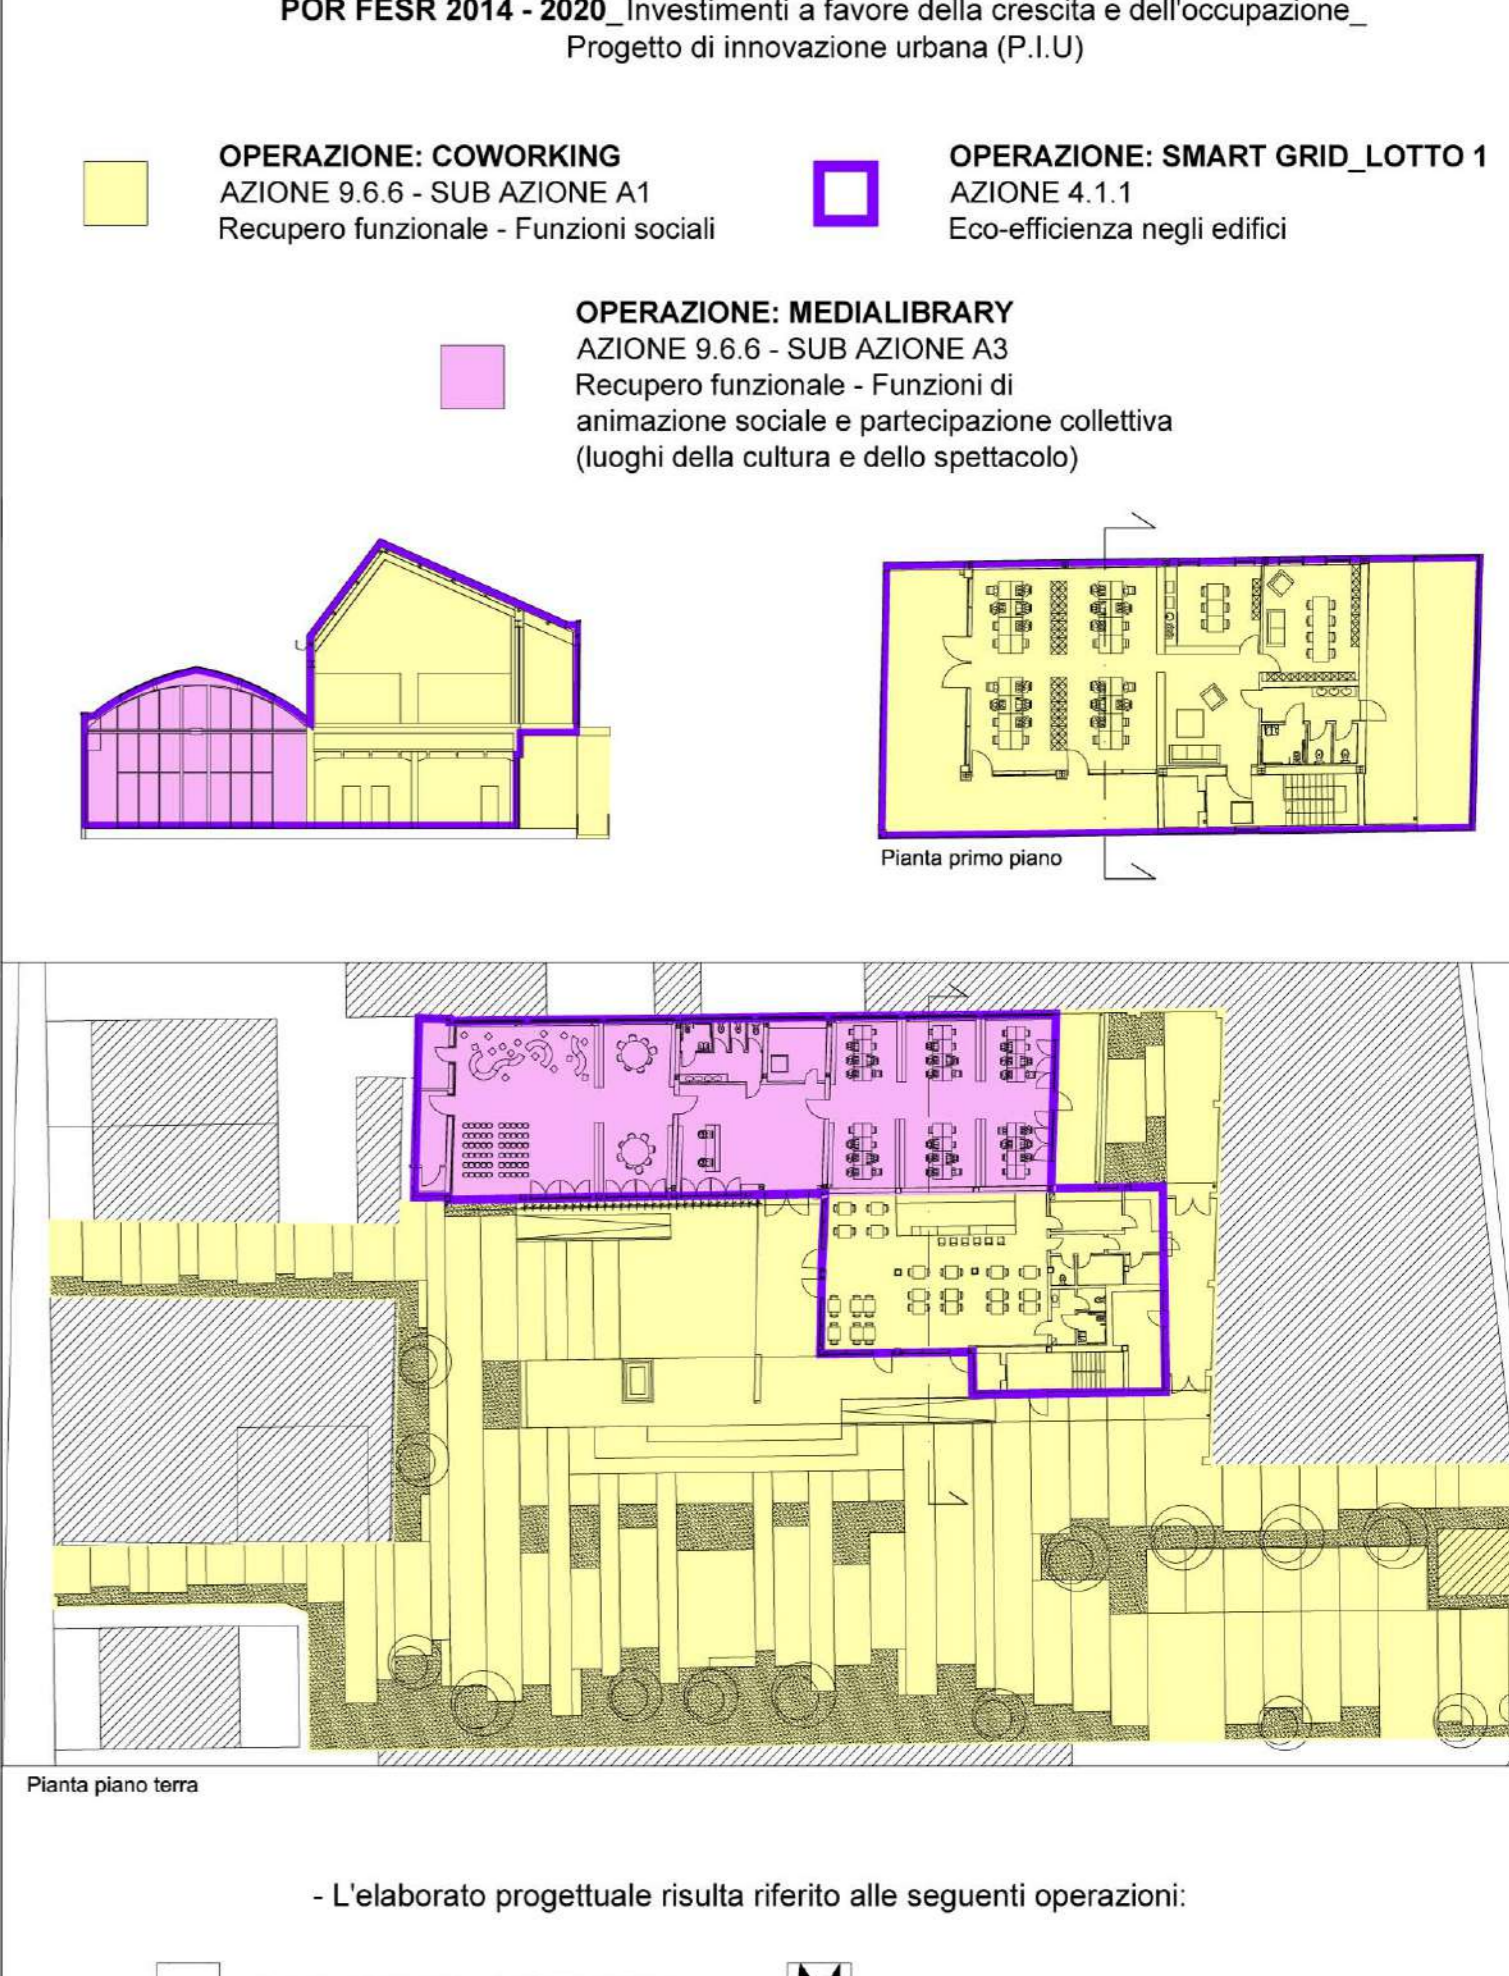 POR FESR 2014 - 2020_Investimenti a favore della crescita e dell'occupazione_
Progetto di innovazione urbana (P.I.U)
OPERAZIONE: COWORKING
AZIONE 9.6.6 - SUB AZIONE A1
Recupero funzionale - Funzioni sociali
OPERAZIONE: SMART GRID_LOTTO 1
AZIONE 4.1.1
Eco-efficienza negli edifici
OPERAZIONE: MEDIALIBRARY
AZIONE 9.6.6 - SUB AZIONE A3
Recupero funzionale - Funzioni di
animazione sociale e partecipazione collettiva
(luoghi della cultura e dello spettacolo)
Pianta primo piano
Pianta piano terra
- L'elaborato progettuale risulta riferito alle seguenti operazioni: